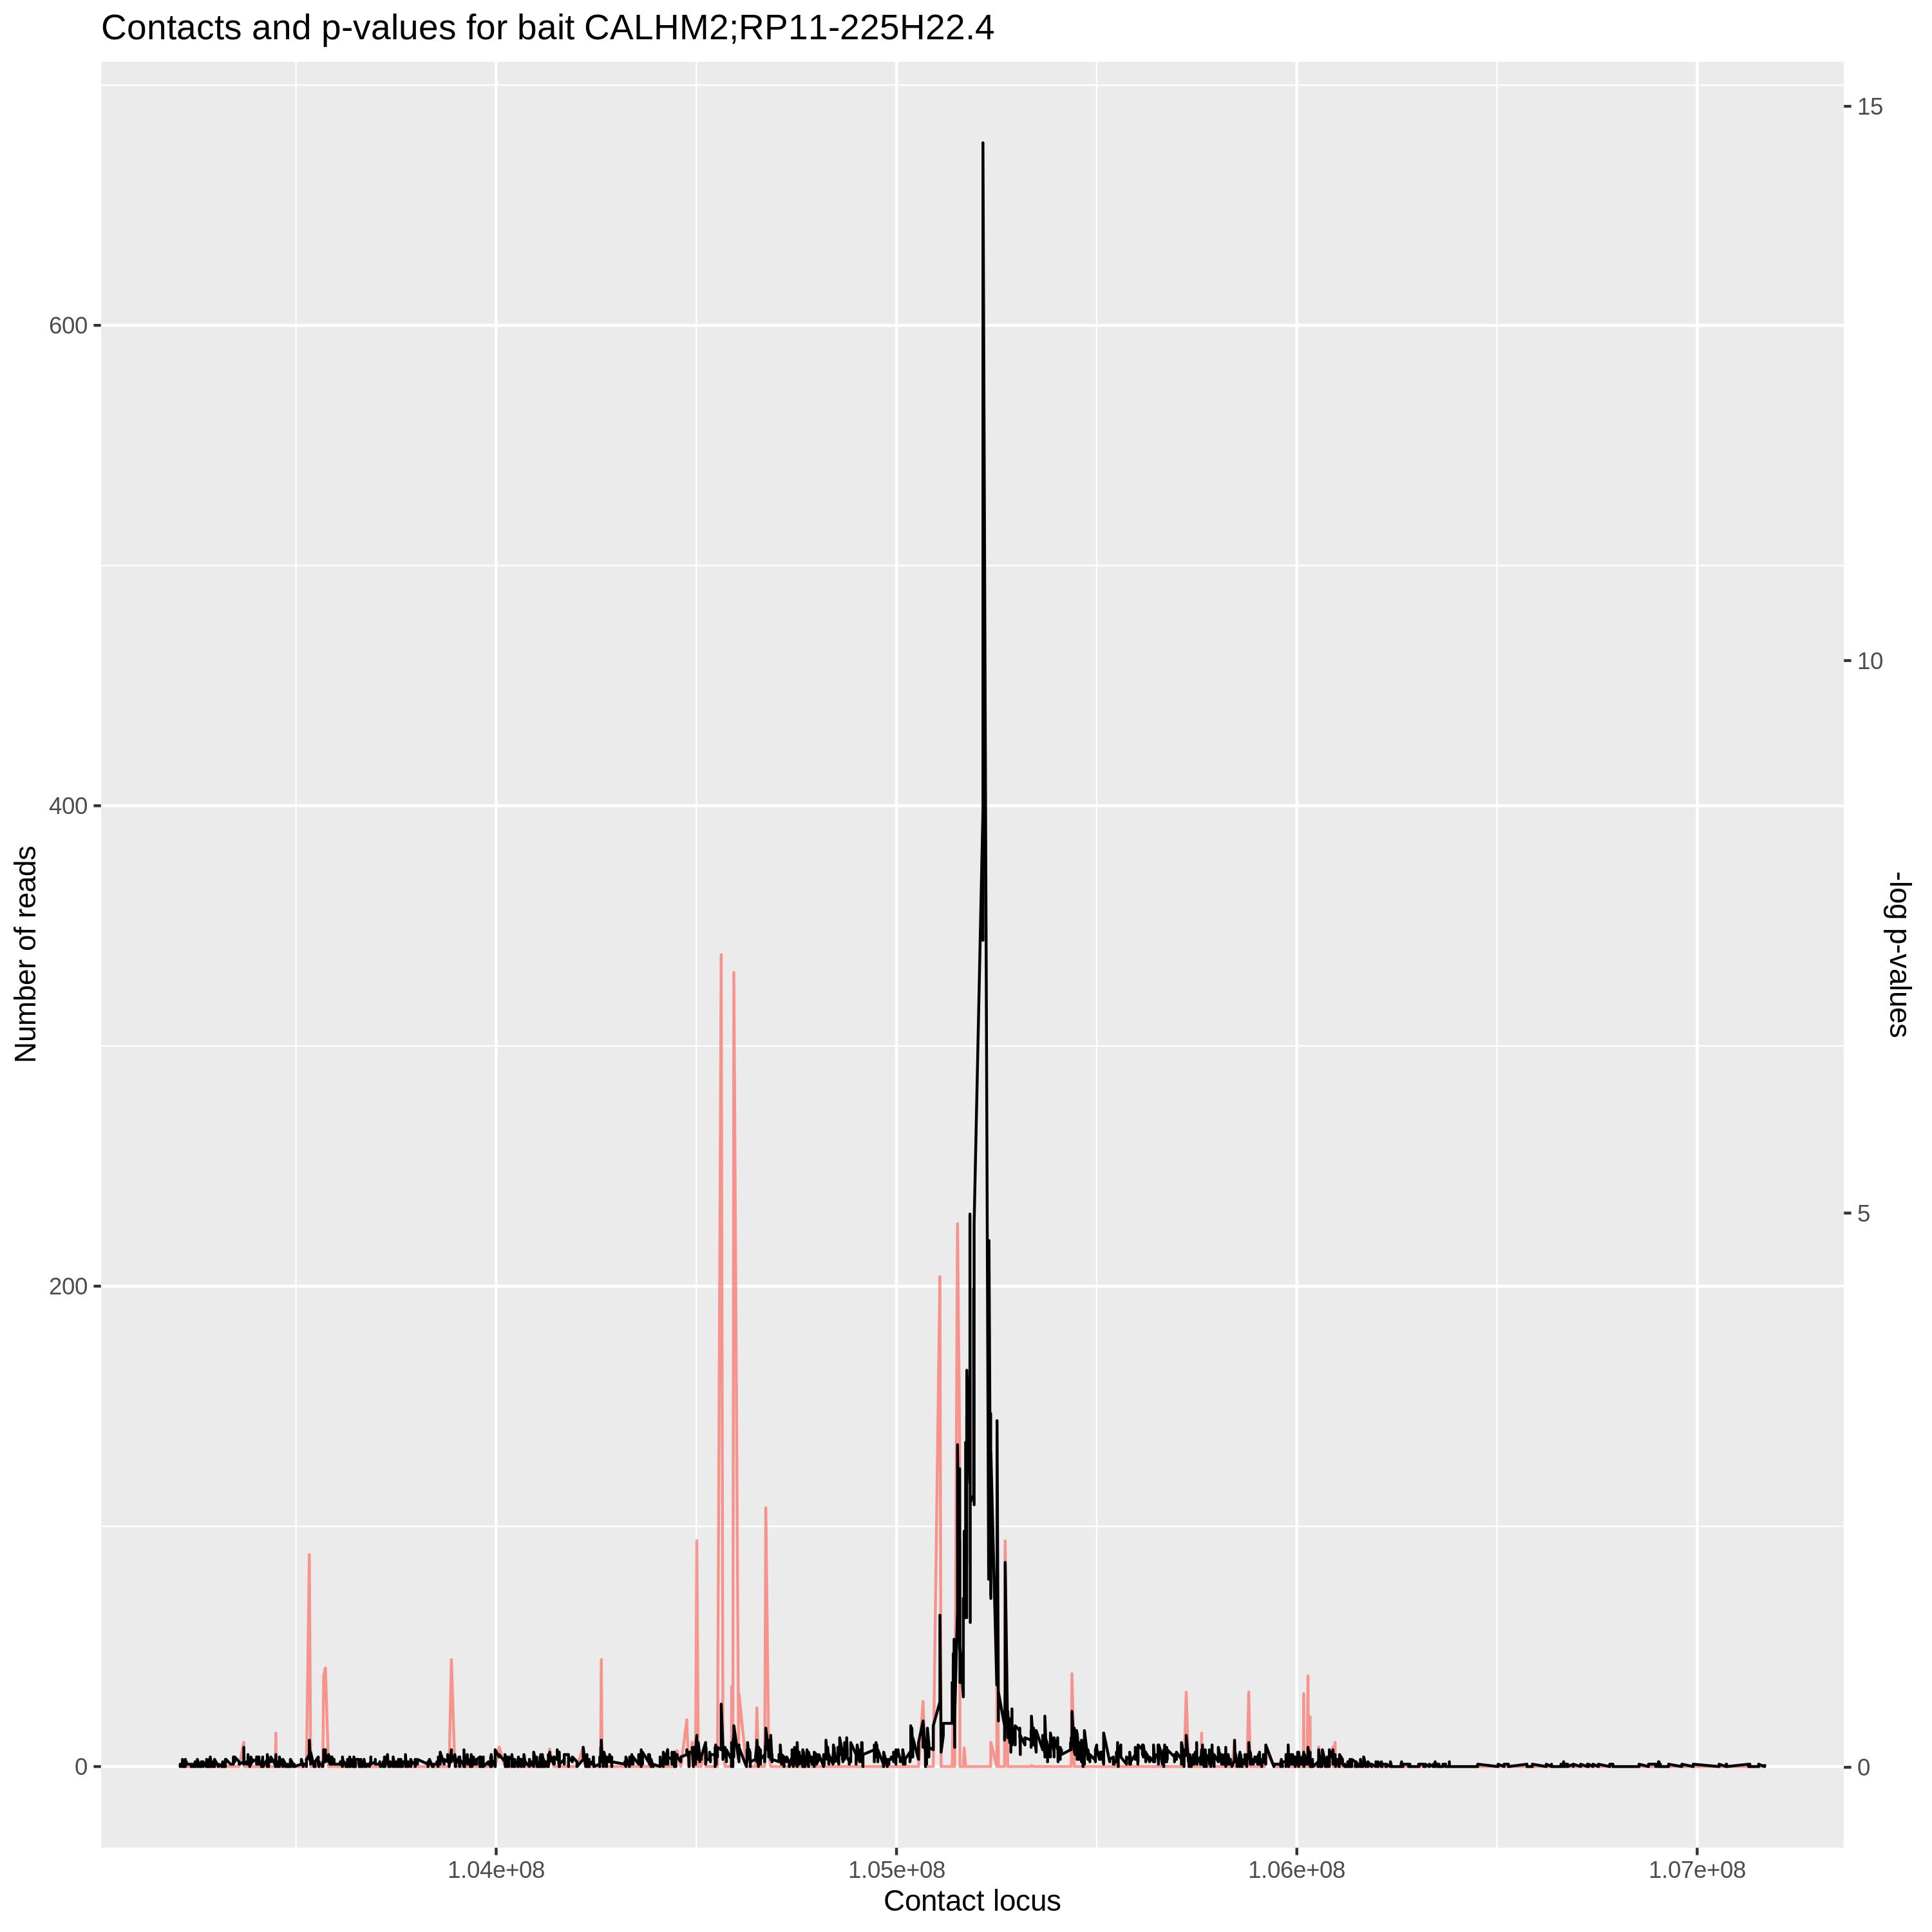 Contacts and p-values for bait CALHM2;RP11-225H22.4
15
600
10
400
Number of reads
-log p-values
5
200
0
0
1.04e+08
1.05e+08
1.06e+08
1.07e+08
Contact locus